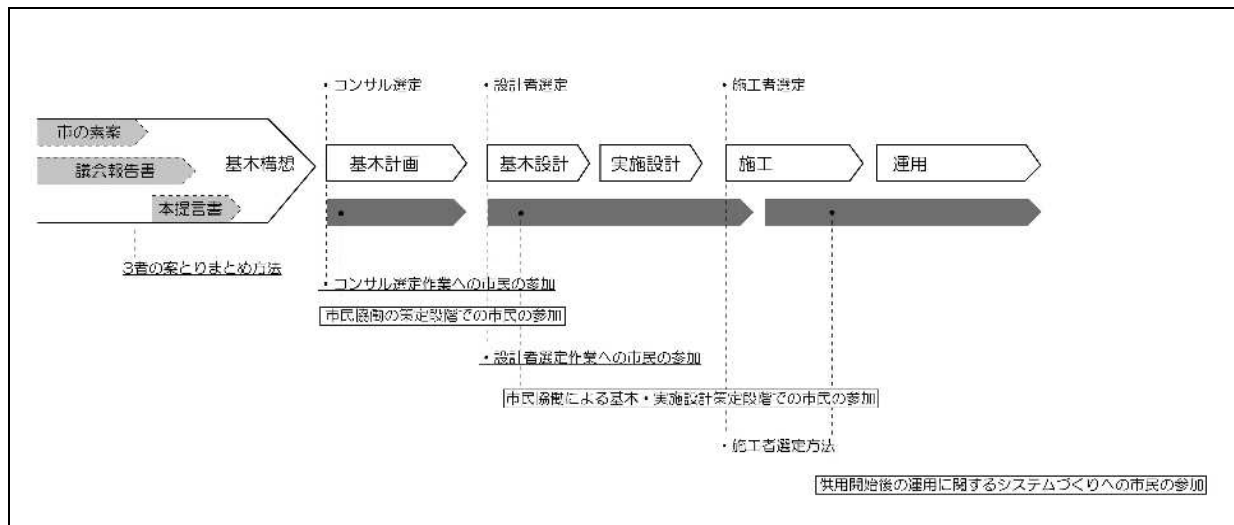 ・コンサル選定
・設計者選定
・施工者選定
市の素案
議会報告書
本提言書
基本構想
基本計画
基本設計
実施設計
施工
運用
3者の案とりまとめ方法
・コンサル選定作業への市民の参加
市民協働の策定段階での市民の参加
・設計者選定作業への市民の参加
市民協働による基本・実施設計策定段階での市民の参加
・施工者選定方法
供用開始後の運用に関するシステムづくりへの市民の参加